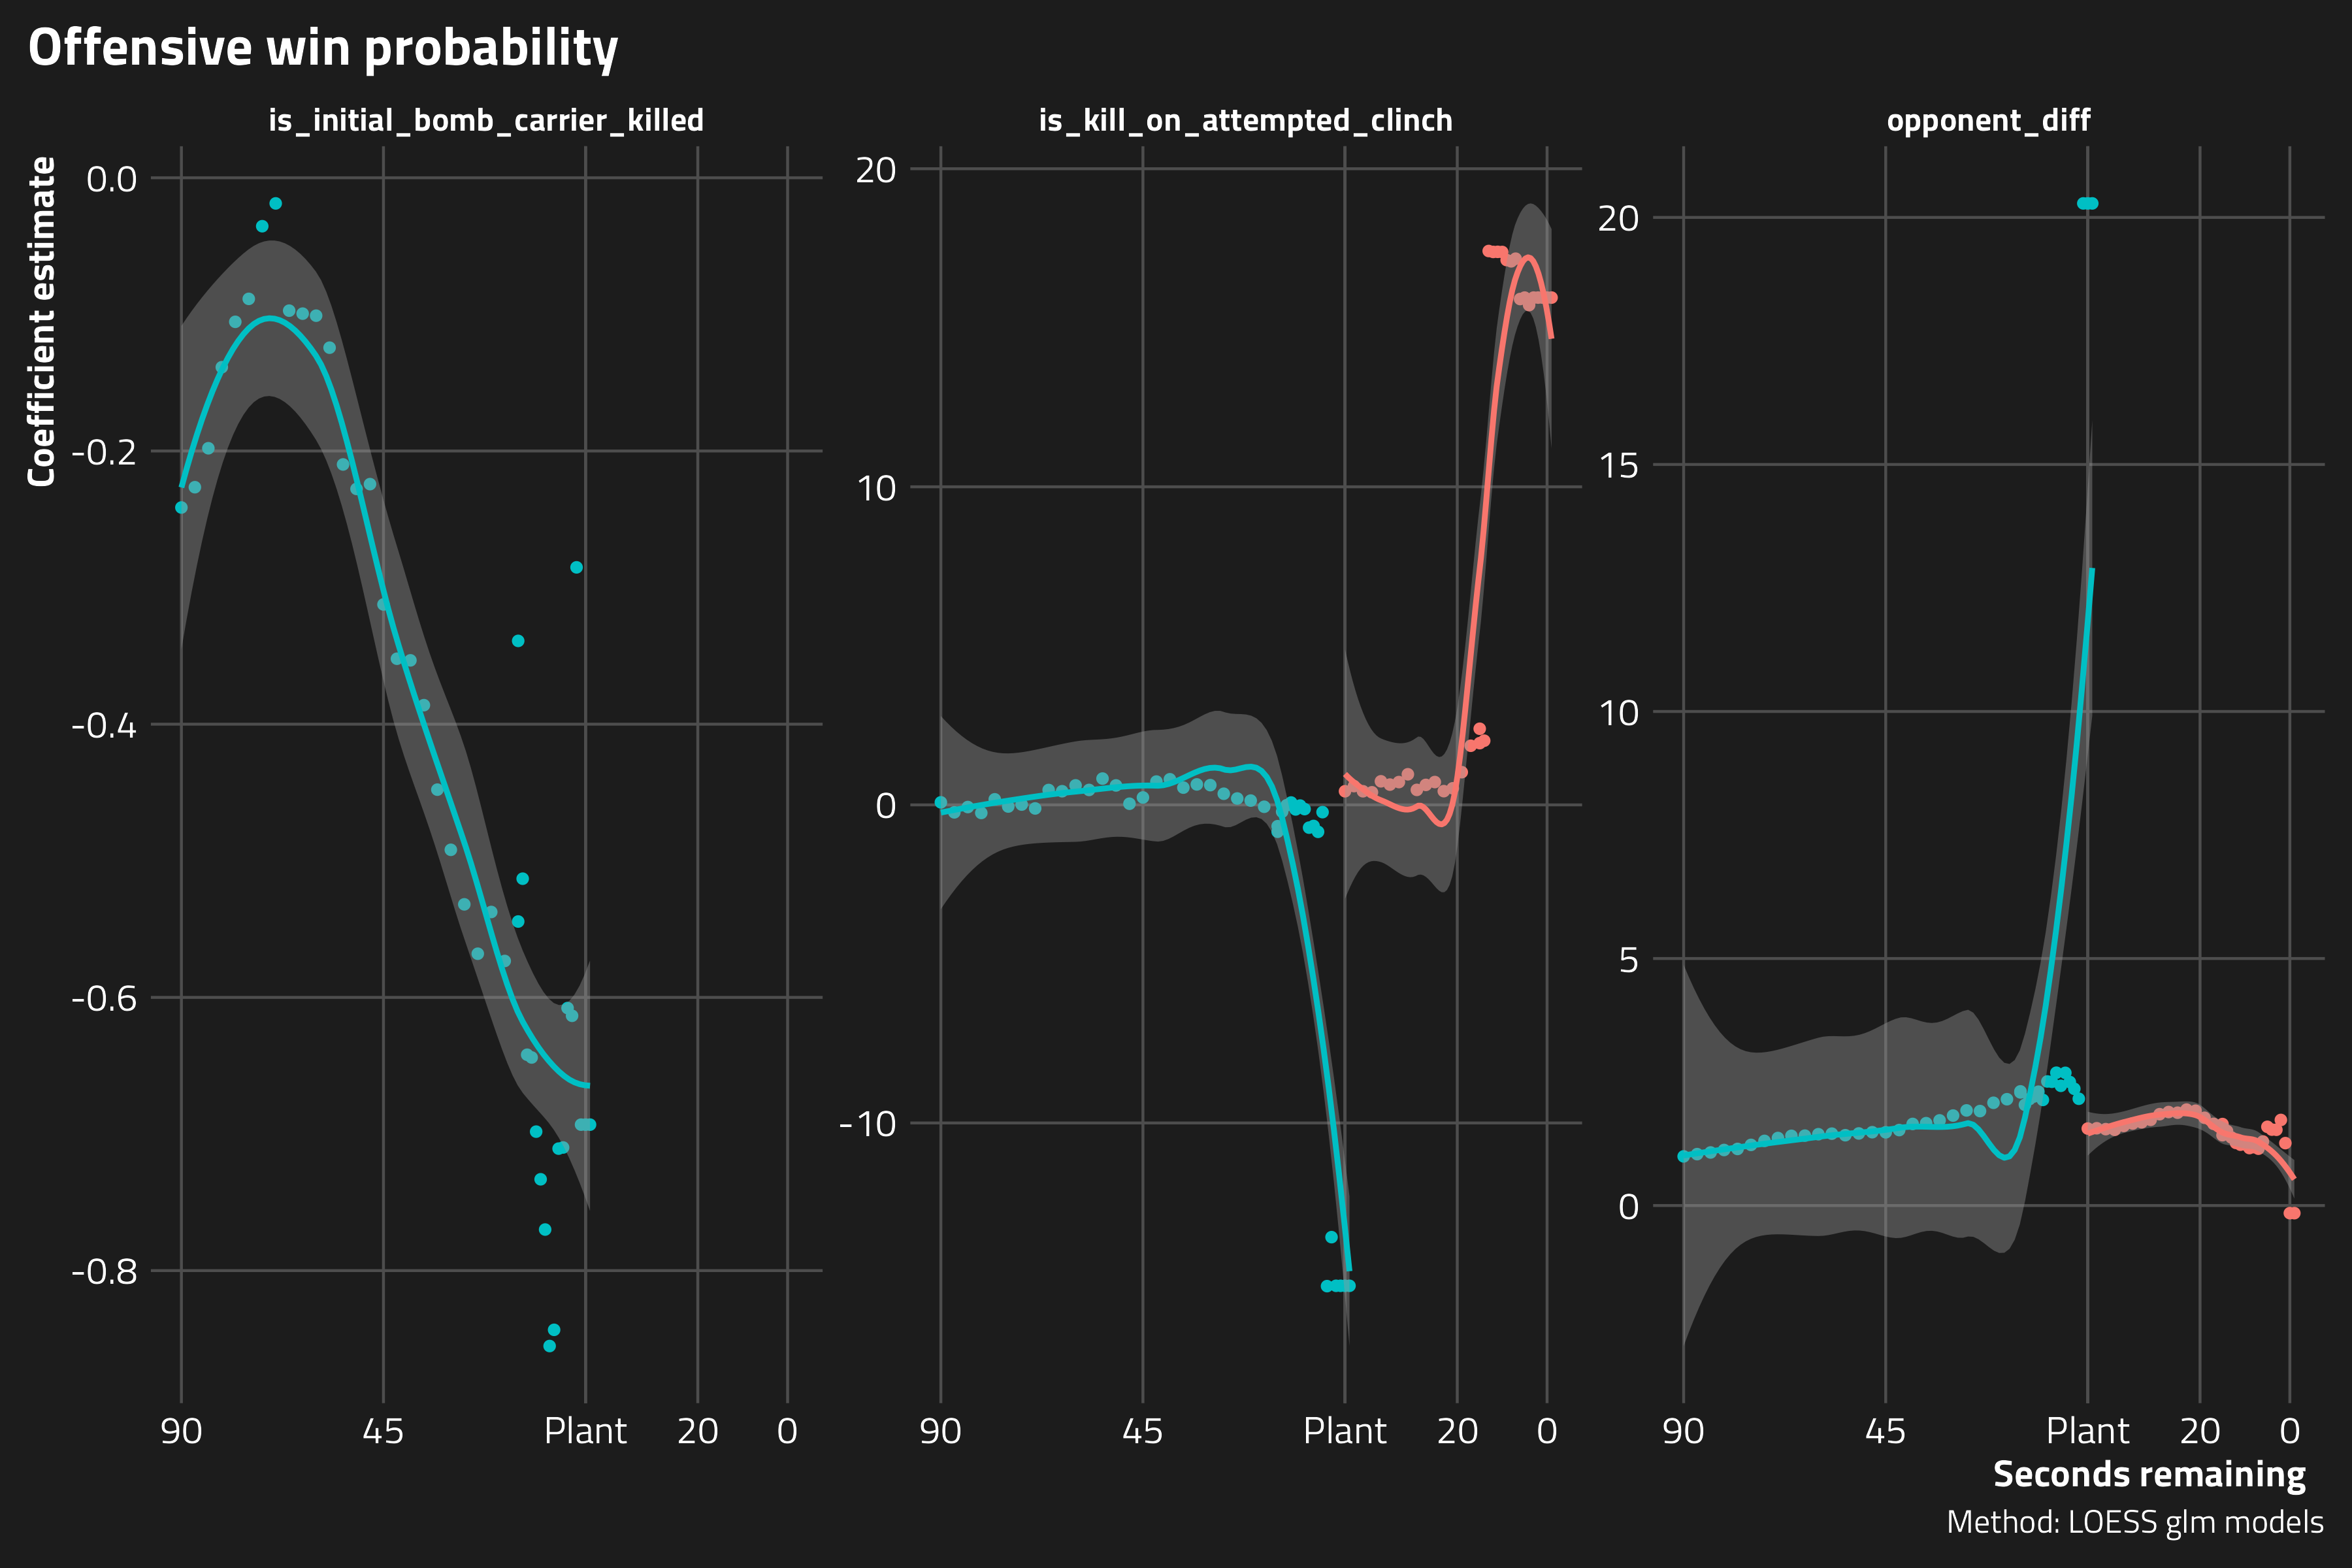 Offensive win probability
is_initial_bomb_carrier_killed
is_kill_on_attempted_clinch
opponent_diff
Coefficient estimate
0.0
-0.2
-0.4
-0.6
-0.8
90
45
Plant
20
0
20
10
0
-10
90
45
Plant
20
0
20
15
10
5
0
90
45
Plant
20
0
Seconds remaining
Method: LOESS glm models